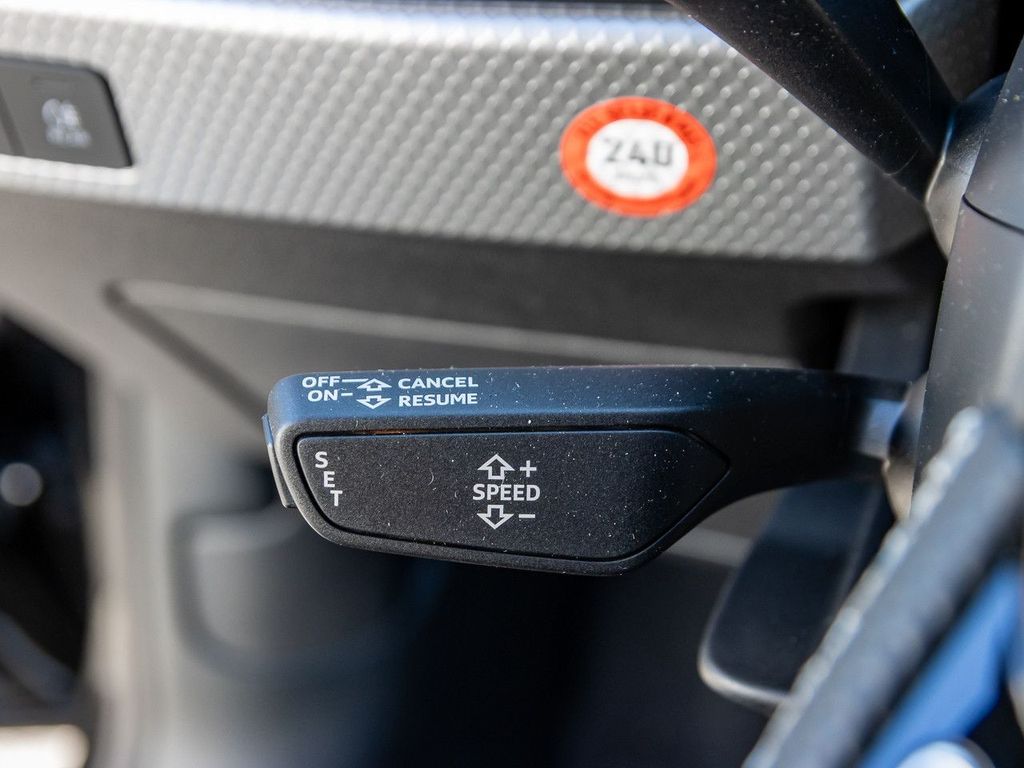 240
OFF CANCEL
ON RESUME
SET
+
SPEED
-